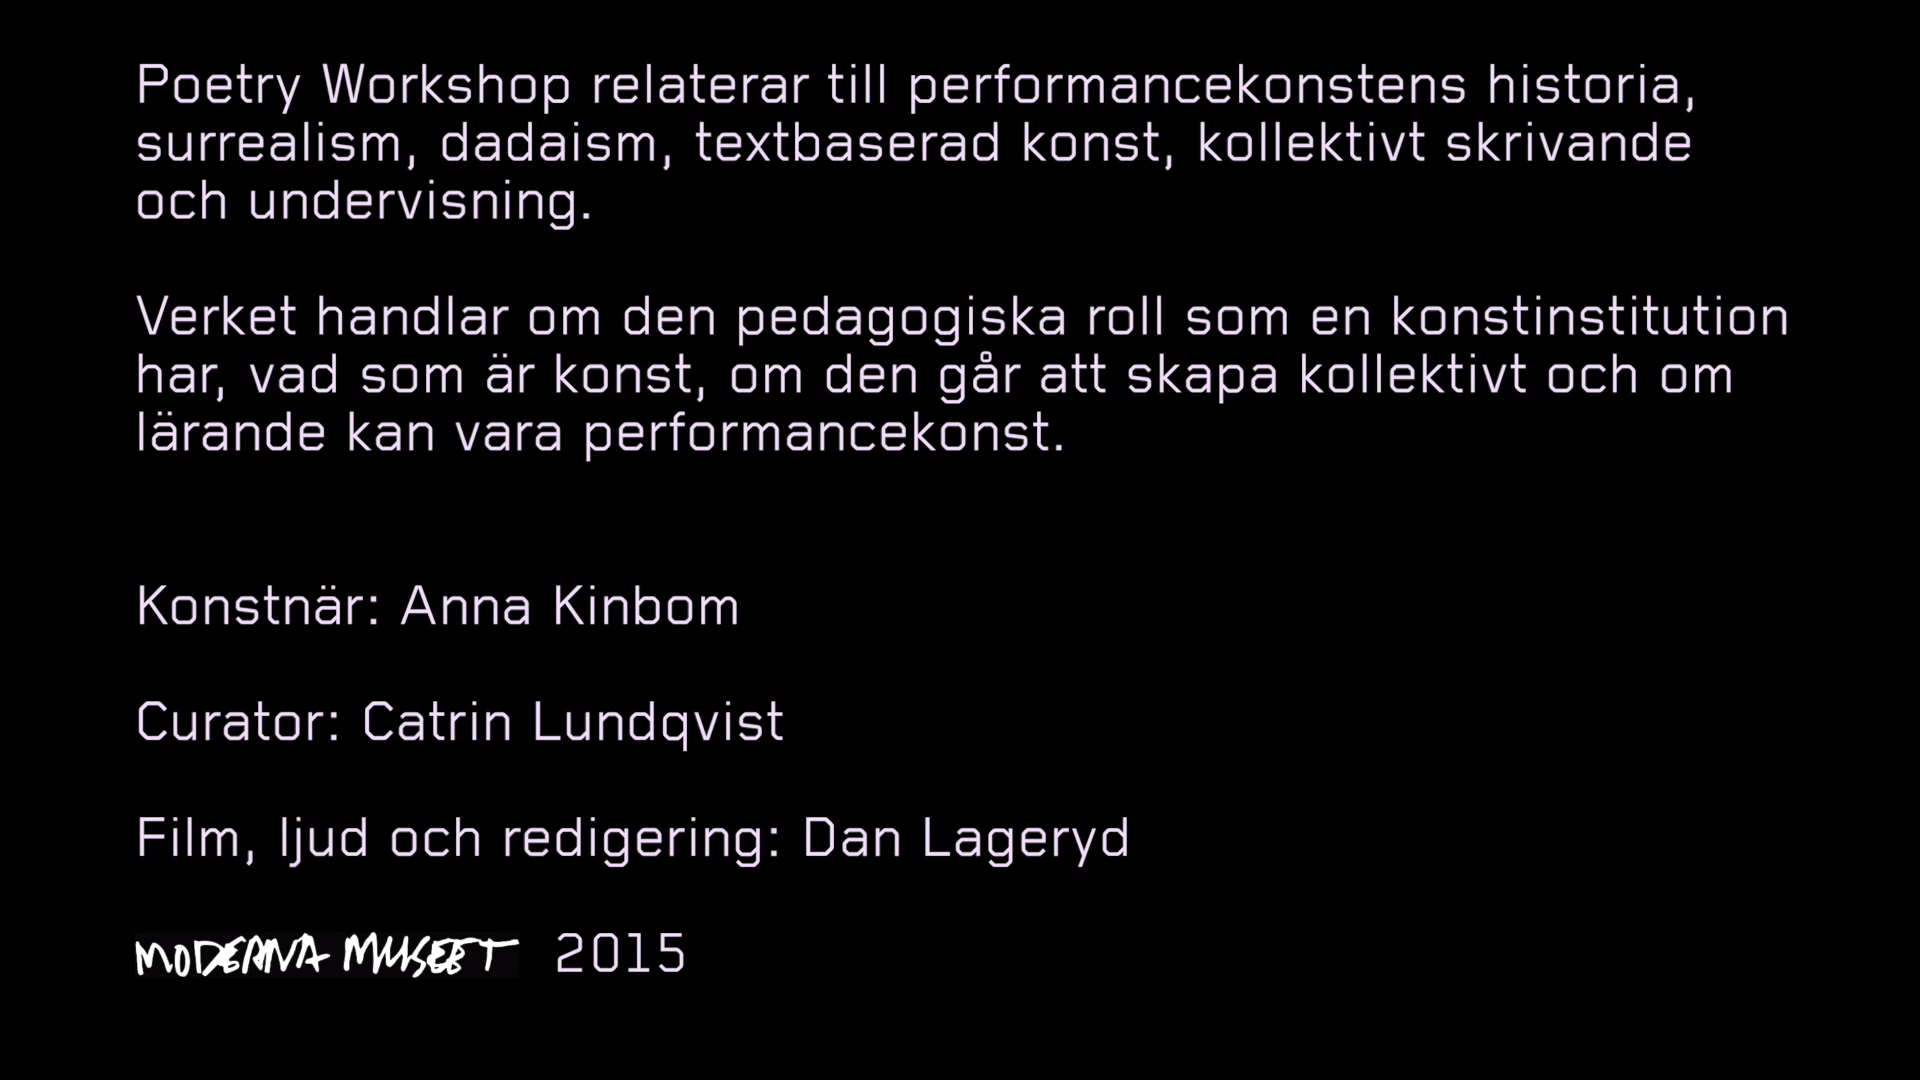 Poetry Workshop relaterar till performancekonstens historia,
surrealism, dadaism, textbaserad konst, kollektivt skrivande
och undervisning.
Verket handlar om den pedagogiska roll som en konstinstitution
har, vad som är konst, om den går att skapa kollektivt och om
lärande kan vara performancekonst.
Konstnär: Anna Kinbom
Curator: Catrin Lundqvist
Film, ljud och redigering: Dan Lageryd
MODERNA MUSEET 2015